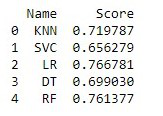 Name Score
0 KNN 0.719787
1 SVC 0.656279
2 LR 0.766781
3 DT 0.699030
4 RF 0.761377